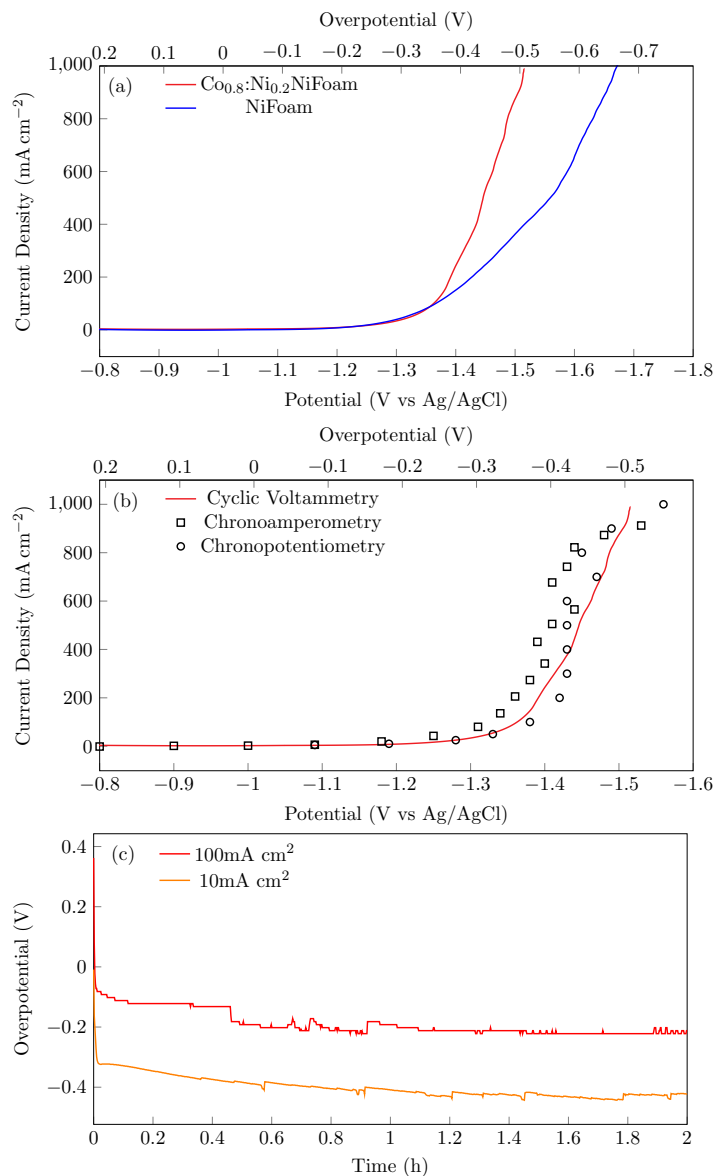 Overpotential (V)
0.2 0.1 0 −0.1 −0.2 −0.3 −0.4 −0.5 −0.6 −0.7
1,000
800
600
400
200
0
Current Density (mA cm⁻²)
(a)
Co₀.₈:Ni₀.₂NiFoam
NiFoam
−0.8 −0.9 −1 −1.1 −1.2 −1.3 −1.4 −1.5 −1.6 −1.7 −1.8
Potential (V vs Ag/AgCl)
Overpotential (V)
0.2 0.1 0 −0.1 −0.2 −0.3 −0.4 −0.5
1,000
800
600
400
200
0
Current Density (mA cm⁻²)
(b)
Cyclic Voltammetry
Chronoamperometry
Chronopotentiometry
−0.8 −0.9 −1 −1.1 −1.2 −1.3 −1.4 −1.5 −1.6
Potential (V vs Ag/AgCl)
0.4
0.2
0
−0.2
−0.4
Overpotential (V)
(c)
100mA cm²
10mA cm²
0 0.2 0.4 0.6 0.8 1 1.2 1.4 1.6 1.8 2
Time (h)